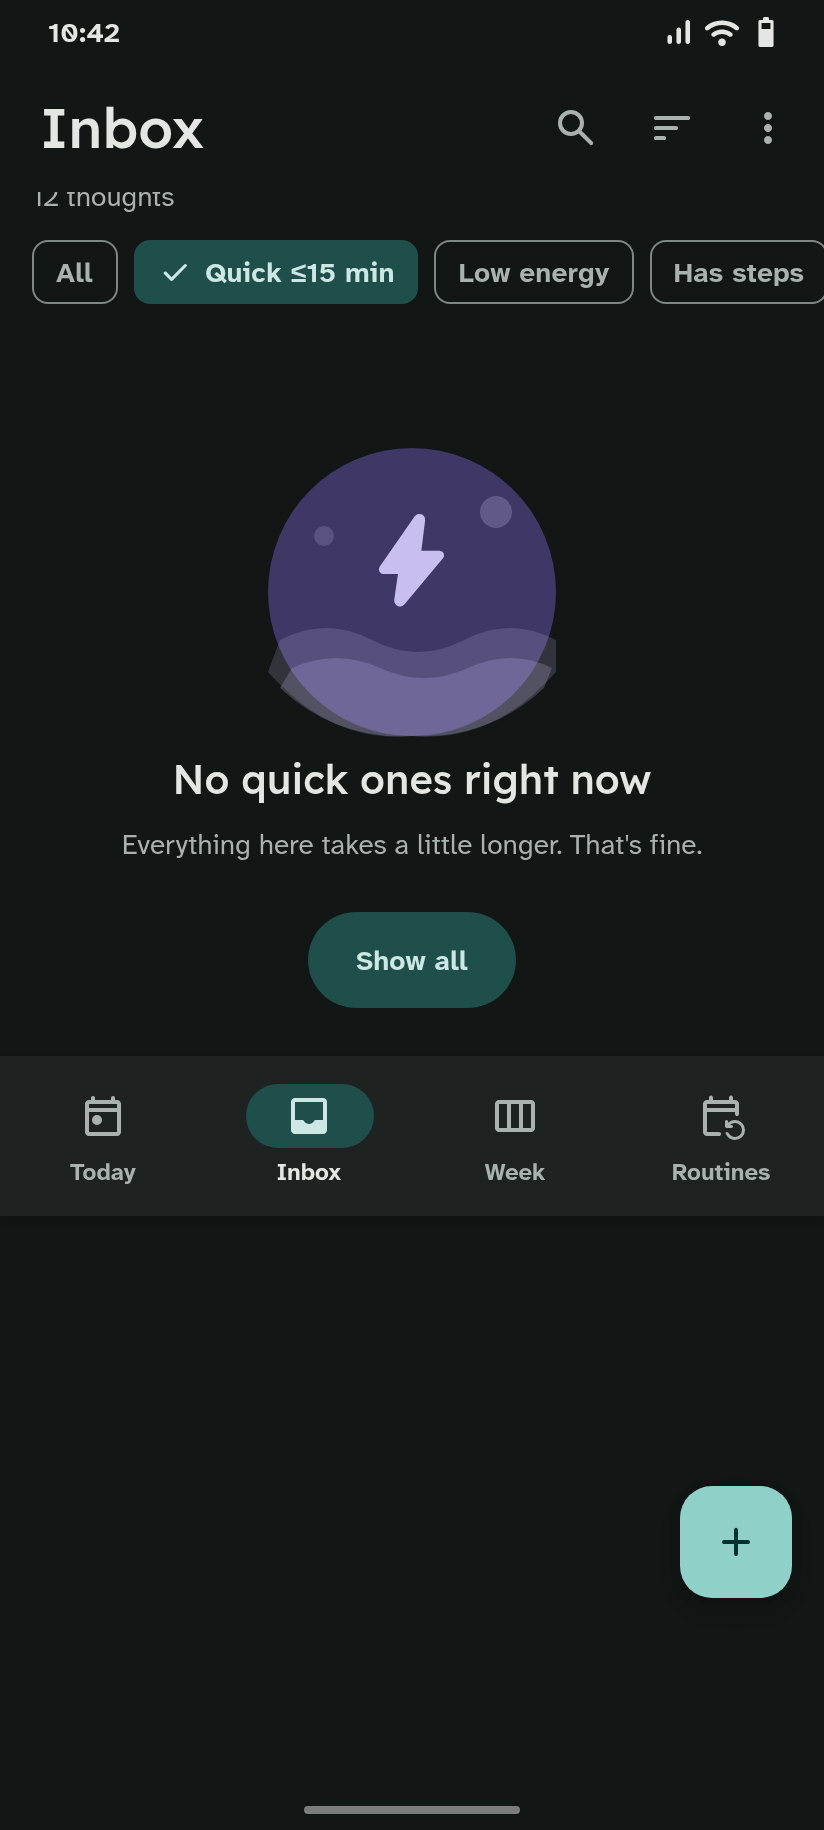 10:42
Inbox
12 thoughts
All
Quick ≤15 min
Low energy
Has steps
No quick ones right now
Everything here takes a little longer. That's fine.
Show all
Today
Inbox
Week
Routines